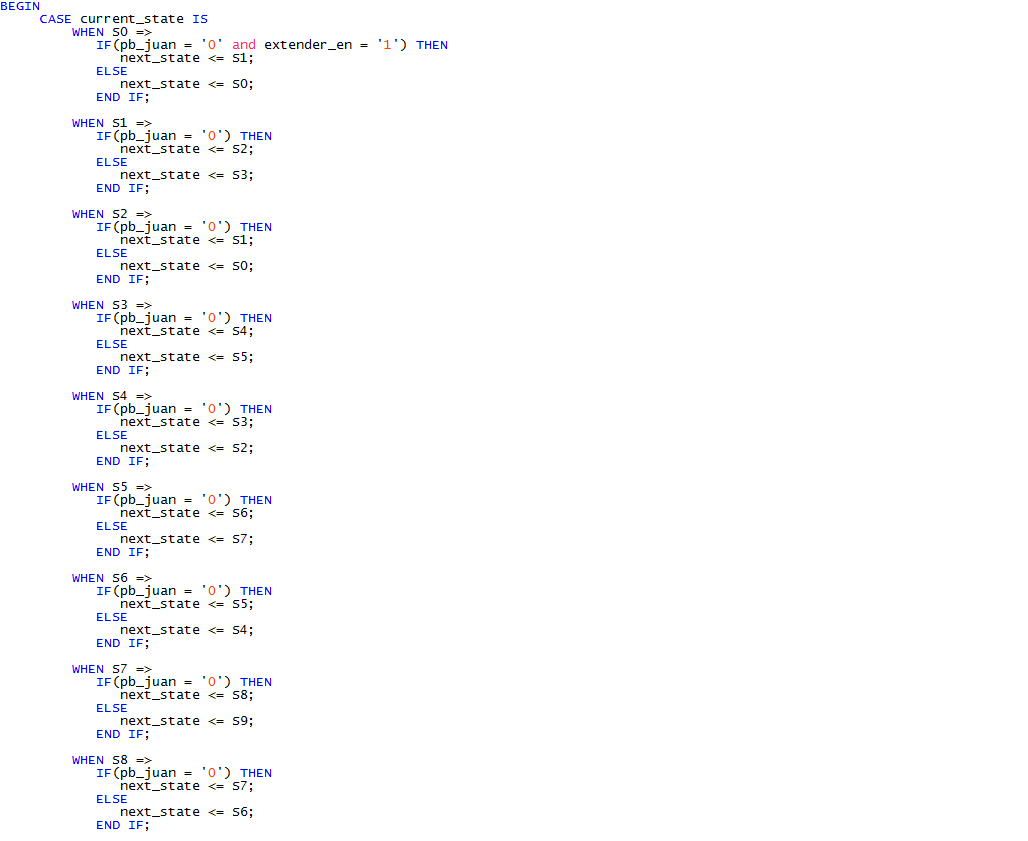 BEGIN
CASE current_state IS
WHEN S0 =>
IF(pb_juan = '0' and extender_en = '1') THEN
next_state <= S1;
ELSE
next_state <= S0;
END IF;
WHEN S1 =>
IF(pb_juan = '0') THEN
next_state <= S2;
ELSE
next_state <= S3;
END IF;
WHEN S2 =>
IF(pb_juan = '0') THEN
next_state <= S1;
ELSE
next_state <= S0;
END IF;
WHEN S3 =>
IF(pb_juan = '0') THEN
next_state <= S4;
ELSE
next_state <= S5;
END IF;
WHEN S4 =>
IF(pb_juan = '0') THEN
next_state <= S3;
ELSE
next_state <= S2;
END IF;
WHEN S5 =>
IF(pb_juan = '0') THEN
next_state <= S6;
ELSE
next_state <= S7;
END IF;
WHEN S6 =>
IF(pb_juan = '0') THEN
next_state <= S5;
ELSE
next_state <= S4;
END IF;
WHEN S7 =>
IF(pb_juan = '0') THEN
next_state <= S8;
ELSE
next_state <= S9;
END IF;
WHEN S8 =>
IF(pb_juan = '0') THEN
next_state <= S7;
ELSE
next_state <= S6;
END IF;